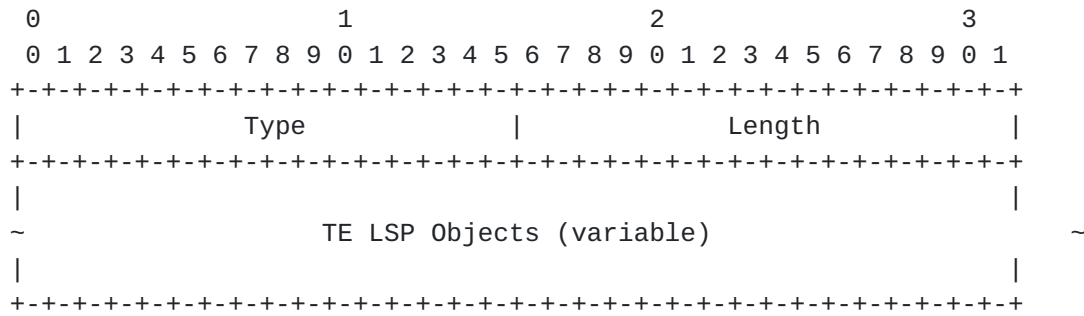 0                   1                   2                   3
 0 1 2 3 4 5 6 7 8 9 0 1 2 3 4 5 6 7 8 9 0 1 2 3 4 5 6 7 8 9 0 1
+-+-+-+-+-+-+-+-+-+-+-+-+-+-+-+-+-+-+-+-+-+-+-+-+-+-+-+-+-+-+-+-+
|              Type             |             Length            |
+-+-+-+-+-+-+-+-+-+-+-+-+-+-+-+-+-+-+-+-+-+-+-+-+-+-+-+-+-+-+-+-+
|                                                               |
~                   TE LSP Objects (variable)                       ~
|                                                               |
+-+-+-+-+-+-+-+-+-+-+-+-+-+-+-+-+-+-+-+-+-+-+-+-+-+-+-+-+-+-+-+-+